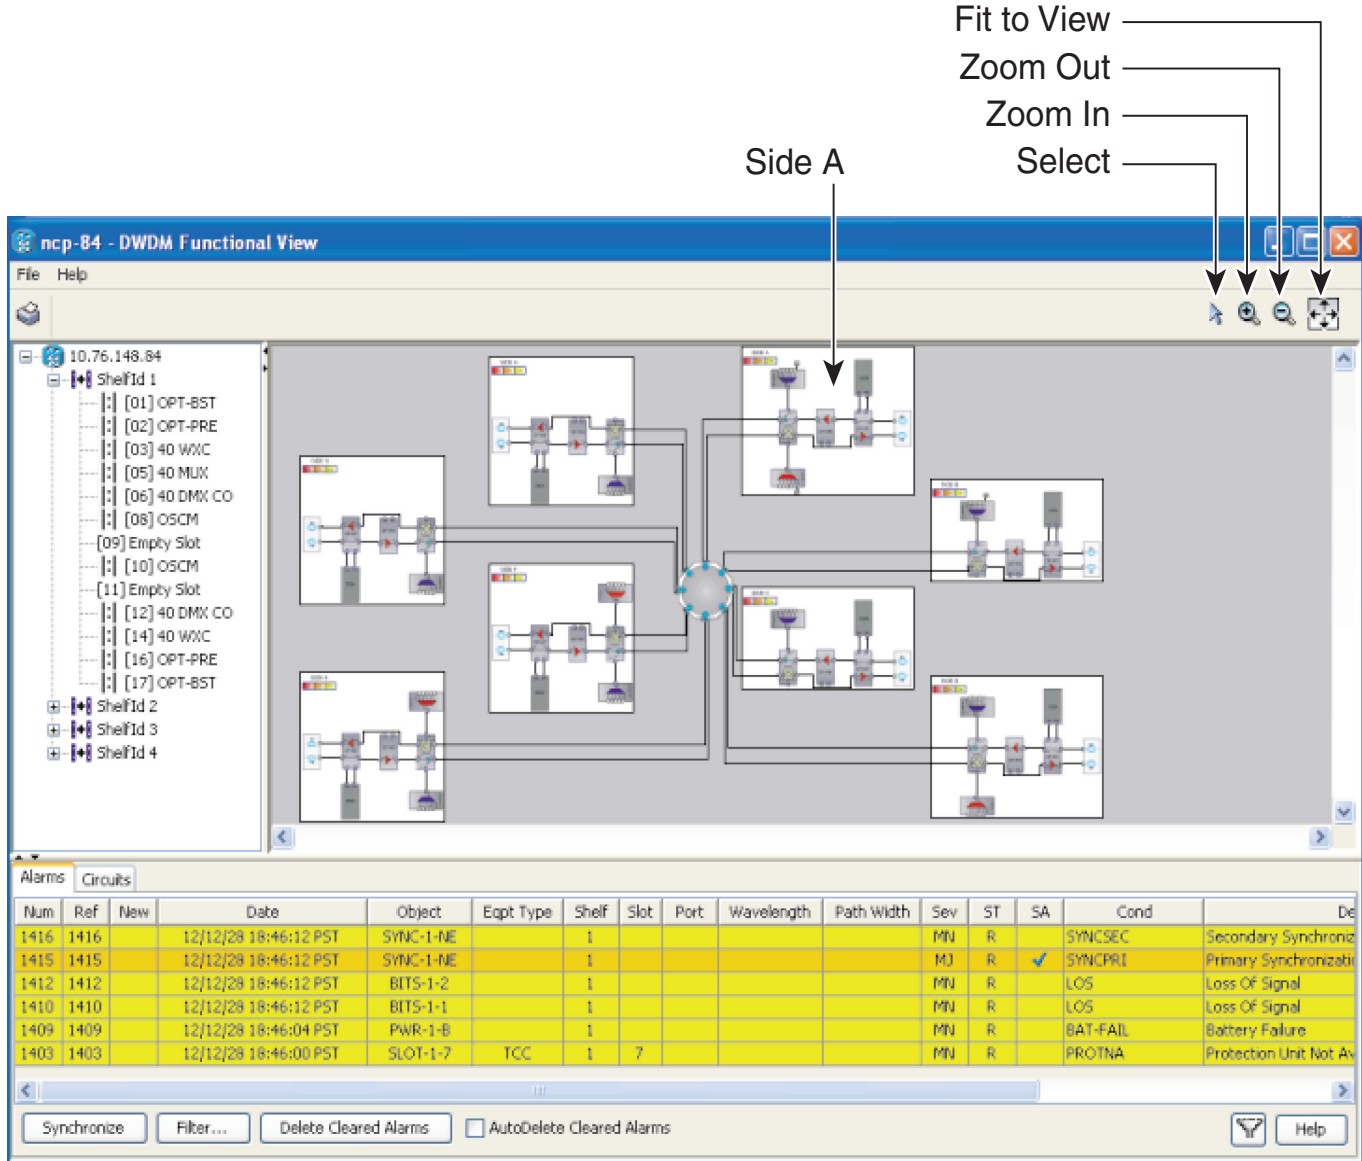 Fit to View
Zoom Out
Zoom In
Select
Side A
ncp-84 - DWDM Functional View
File Help
10.76.148.84
ShelfId 1
[01] OPT-BST
[02] OPT-PRE
[03] 40 WXC
[05] 40 MUX
[06] 40 DMX CO
[08] OSCM
[09] Empty Slot
[10] OSCM
[11] Empty Slot
[12] 40 DMX CO
[14] 40 WXC
[16] OPT-PRE
[17] OPT-BST
ShelfId 2
ShelfId 3
ShelfId 4
Alarms Circuits
Num Ref New Date Object Eqpt Type Shelf Slot Port Wavelength Path Width Sev ST SA Cond De
1416 1416 12/12/28 18:46:12 PST SYNC-1-NE 1 MN R SYNCSEC Secondary Synchroniz
1415 1415 12/12/28 18:46:12 PST SYNC-1-NE 1 MJ R SYNCPRI Primary Synchronizati
1412 1412 12/12/28 18:46:12 PST BITS-1-2 1 MN R LOS Loss Of Signal
1410 1410 12/12/28 18:46:12 PST BITS-1-1 1 MN R LOS Loss Of Signal
1409 1409 12/12/28 18:46:04 PST PWR-1-B 1 MN R BAT-FAIL Battery Failure
1403 1403 12/12/28 18:46:00 PST SLOT-1-7 TCC 1 7 MN R PROTNA Protection Unit Not Av
Synchronize Filter... Delete Cleared Alarms AutoDelete Cleared Alarms Help